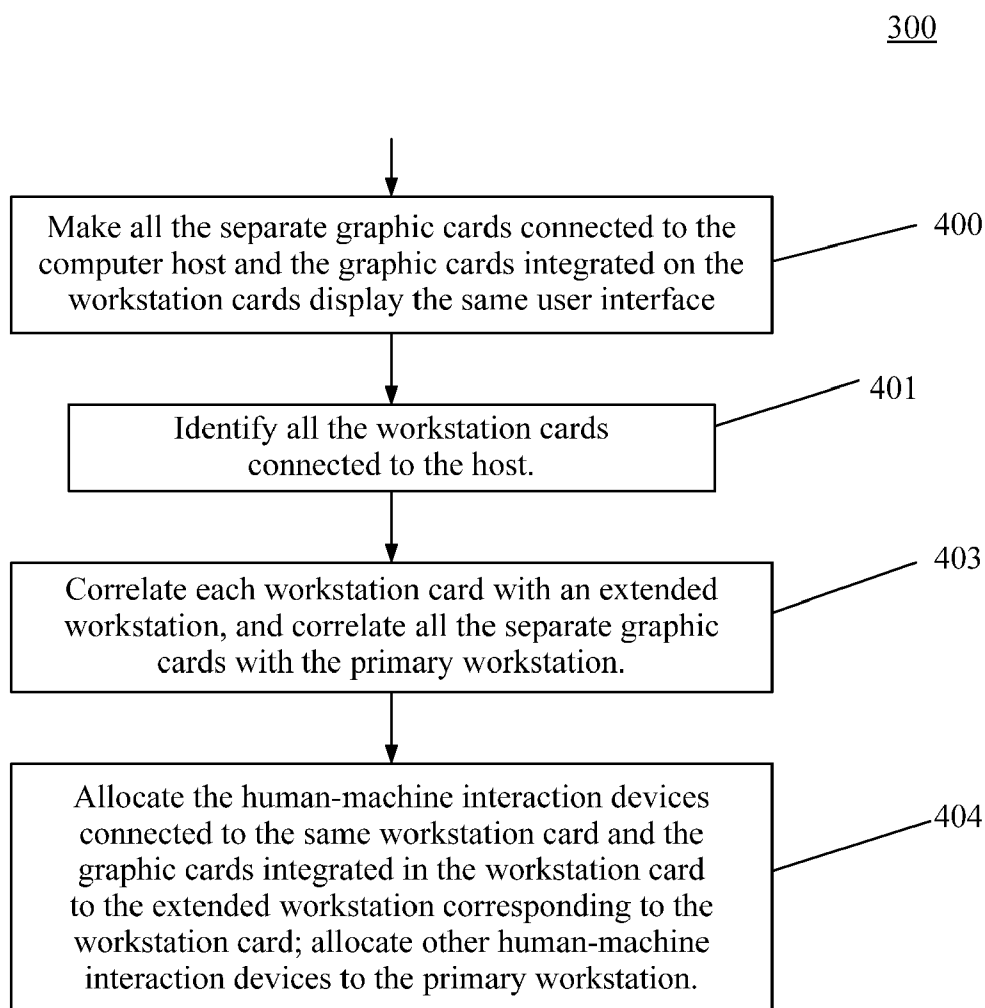 300
Make all the separate graphic cards connected to the
computer host and the graphic cards integrated on the
workstation cards display the same user interface
400
Identify all the workstation cards
connected to the host.
401
Correlate each workstation card with an extended
workstation, and correlate all the separate graphic
cards with the primary workstation.
403
Allocate the human-machine interaction devices
connected to the same workstation card and the
graphic cards integrated in the workstation card
to the extended workstation corresponding to the
workstation card; allocate other human-machine
interaction devices to the primary workstation.
404